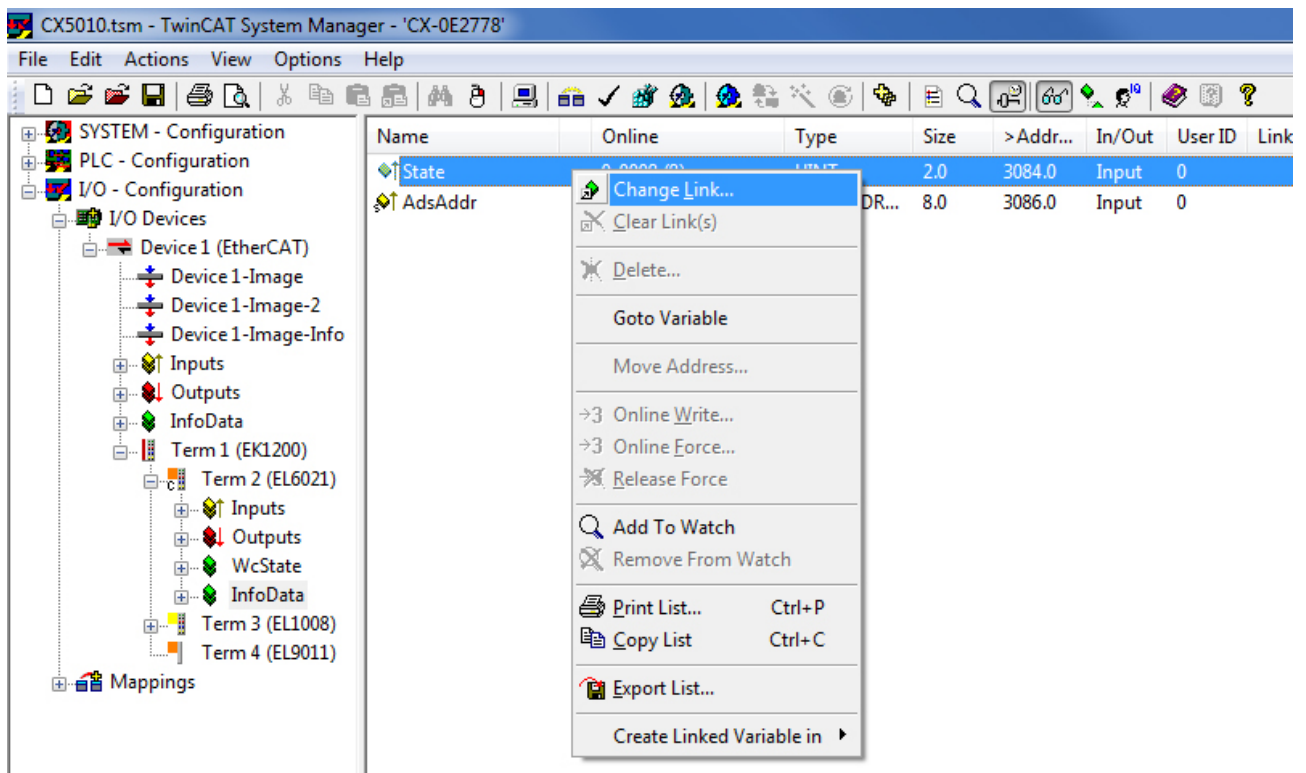 CX5010.tsm - TwinCAT System Manager - 'CX-0E2778'
File Edit Actions View Options Help
SYSTEM - Configuration
PLC - Configuration
I/O - Configuration
I/O Devices
Device 1 (EtherCAT)
Device 1-Image
Device 1-Image-2
Device 1-Image-Info
Inputs
Outputs
InfoData
Term 1 (EK1200)
Term 2 (EL6021)
Inputs
Outputs
WcState
InfoData
Term 3 (EL1008)
Term 4 (EL9011)
Mappings
Name Online Type Size >Addr... In/Out User ID Link
State 2.0 3084.0 Input 0
AdsAddr DR... 8.0 3086.0 Input 0
Change Link...
Clear Link(s)
Delete...
Goto Variable
Move Address...
Online Write...
Online Force...
Release Force
Add To Watch
Remove From Watch
Print List... Ctrl+P
Copy List Ctrl+C
Export List...
Create Linked Variable in